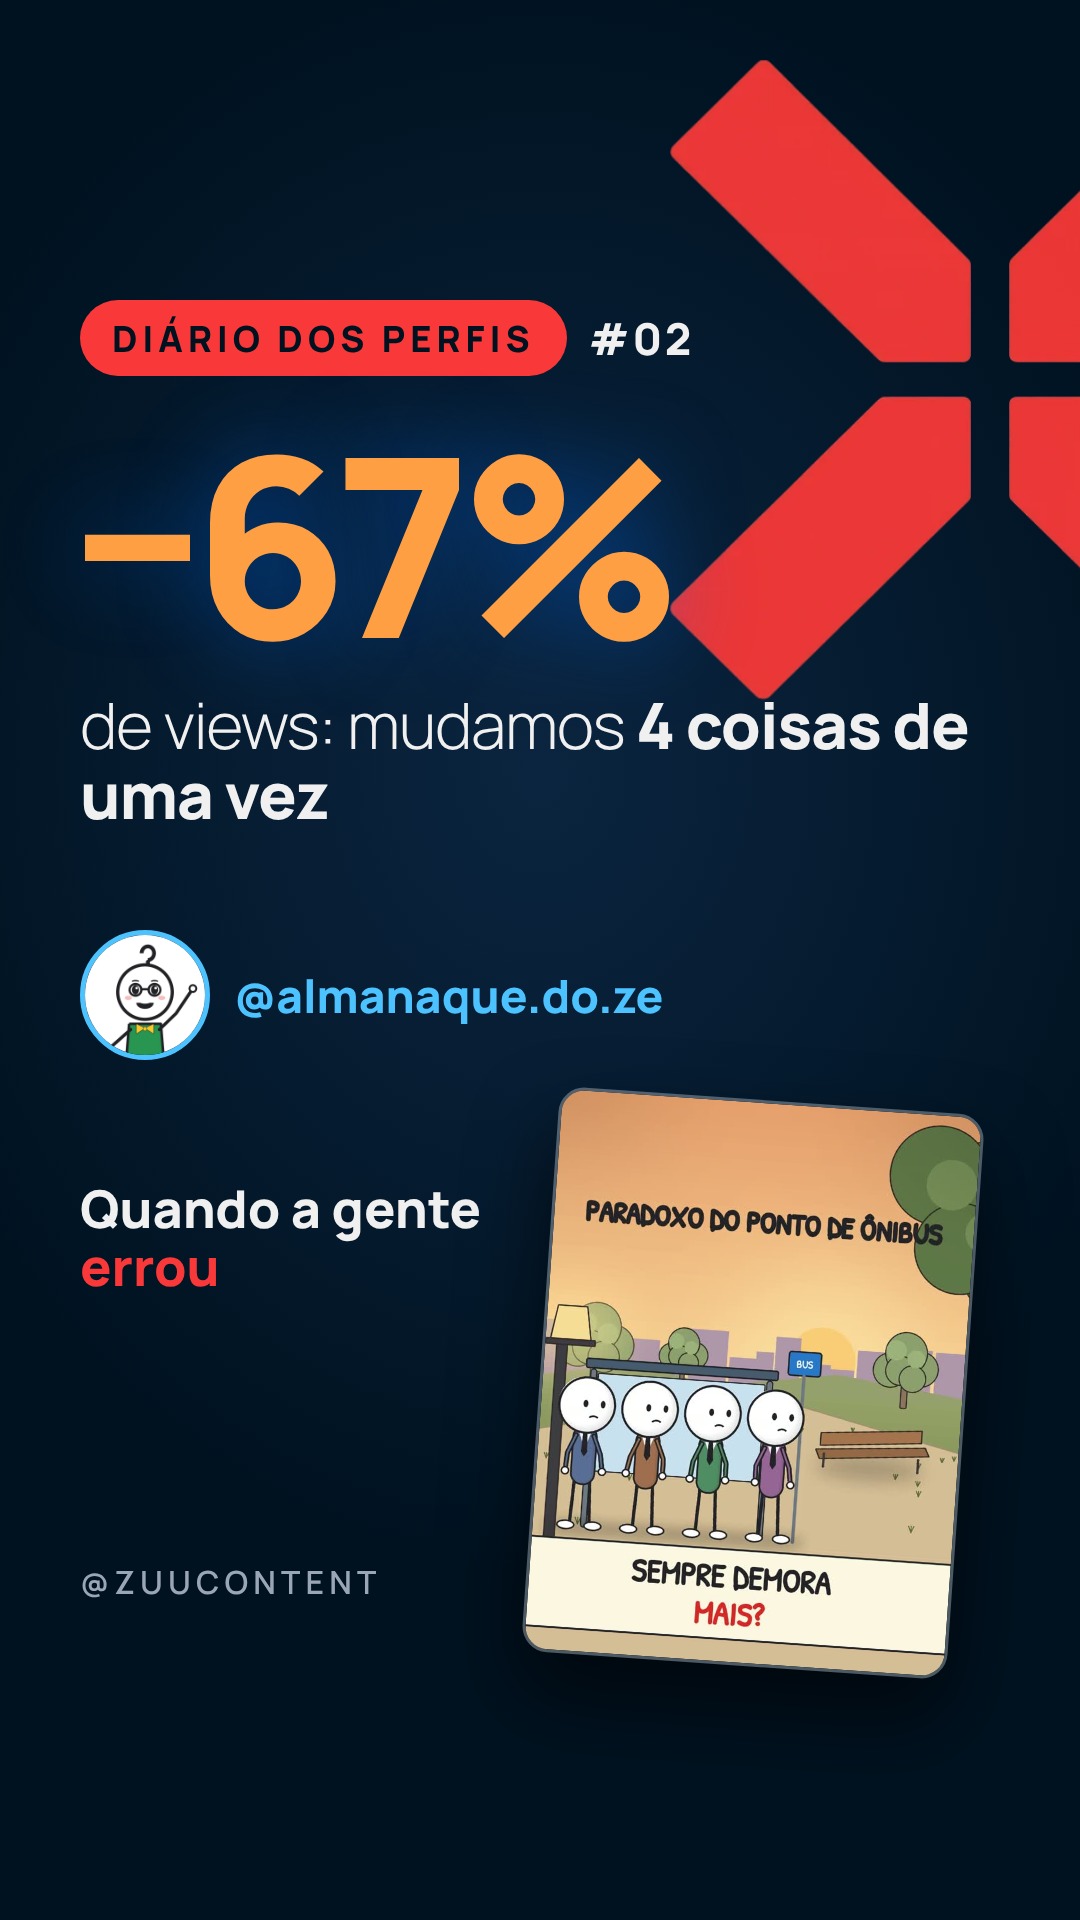 DIÁRIO DOS PERFIS #02
–67%
de views: mudamos 4 coisas de
uma vez
@almanaque.do.ze
Quando a gente
errou
PARADOXO DO PONTO DE ÔNIBUS
BUS
SEMPRE DEMORA
MAIS?
@ZUUCONTENT